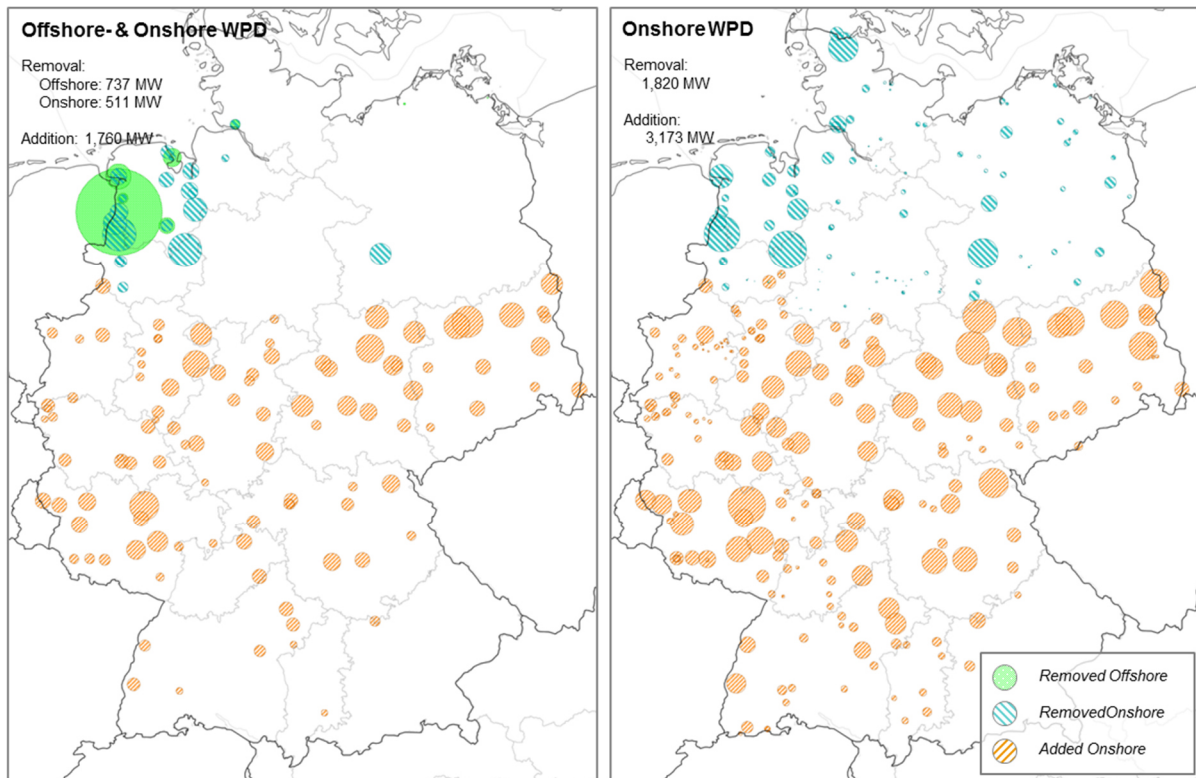 Offshore- & Onshore WPD
Removal:
Offshore: 737 MW
Onshore: 511 MW
Addition: 1,760 MW
Onshore WPD
Removal:
1,820 MW
Addition:
3,173 MW
Removed Offshore
RemovedOnshore
Added Onshore